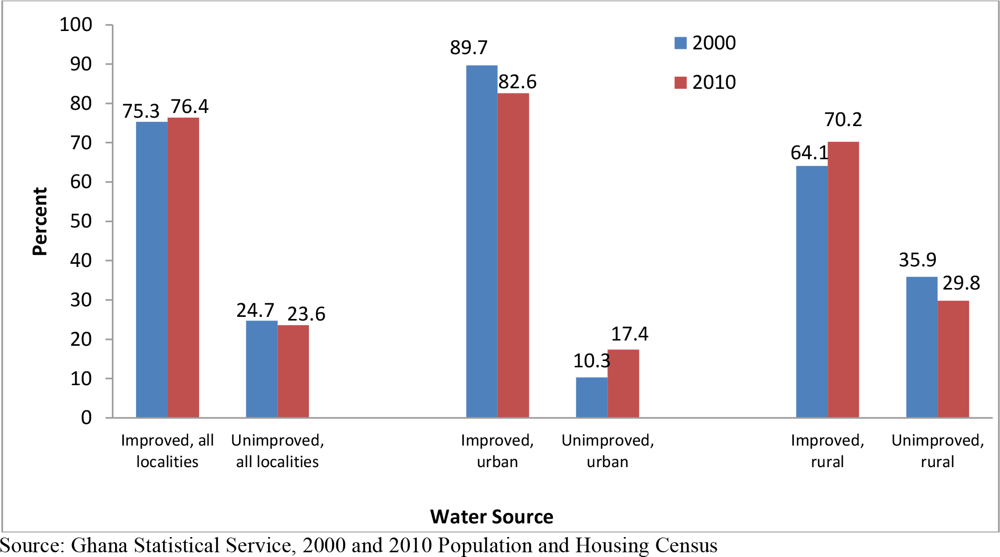 100
90
80
70
60
50
40
30
20
10
0
Percent
75.3
76.4
24.7
23.6
89.7
82.6
10.3
17.4
64.1
70.2
35.9
29.8
2000
2010
Improved, all
localities
Unimproved,
all localities
Improved,
urban
Unimproved,
urban
Improved,
rural
Unimproved,
rural
Water Source
Source: Ghana Statistical Service, 2000 and 2010 Population and Housing Census